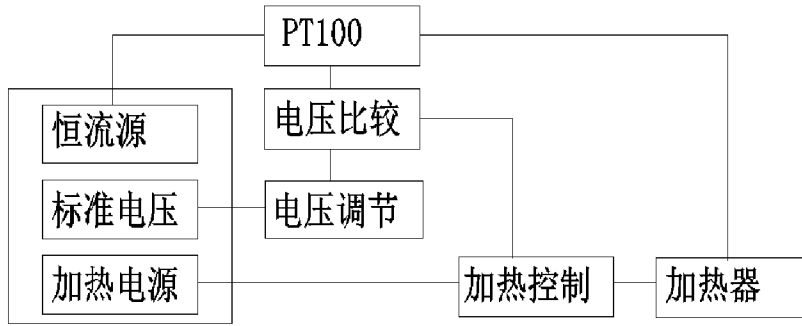 PT100
恒流源
电压比较
标准电压
电压调节
加热电源
加热控制
加热器